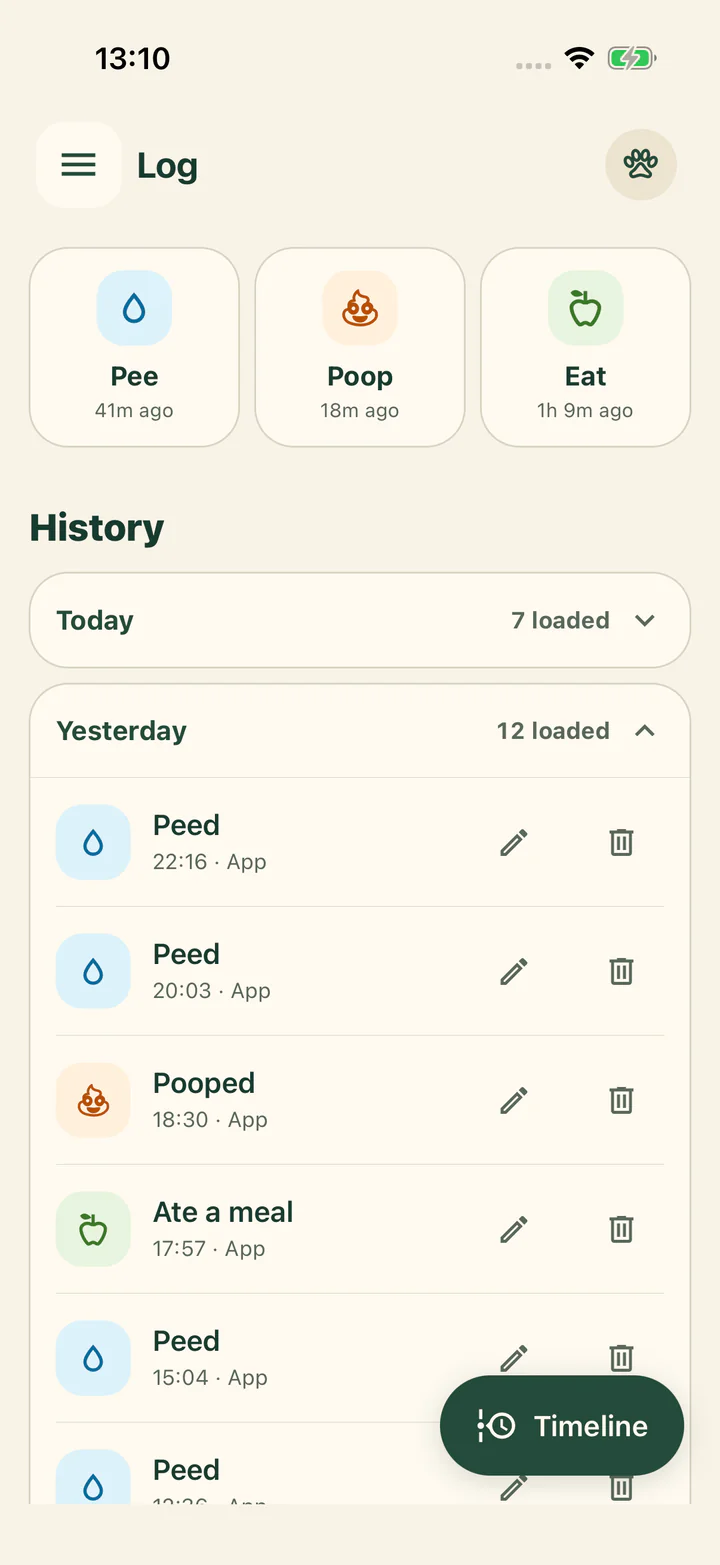 13:10
Log
Pee
41m ago
Poop
18m ago
Eat
1h 9m ago
History
Today
7 loaded
Yesterday
12 loaded
Peed
22:16 · App
Peed
20:03 · App
Pooped
18:30 · App
Ate a meal
17:57 · App
Peed
15:04 · App
Timeline
Peed